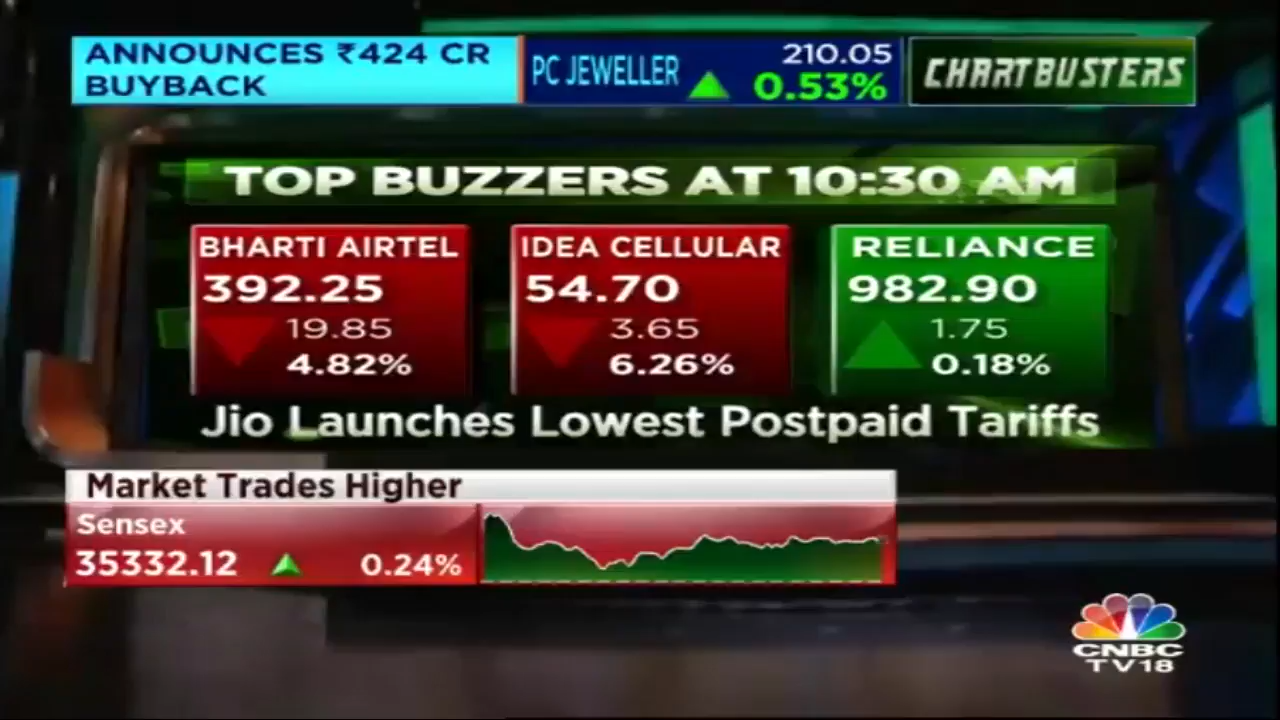 ANNOUNCES ₹424 CR
BUYBACK
PC JEWELLER
210.05
0.53%
CHARTBUSTERS
TOP BUZZERS AT 10:30 AM
BHARTI AIRTEL
392.25
19.85
4.82%
IDEA CELLULAR
54.70
3.65
6.26%
RELIANCE
982.90
1.75
0.18%
Jio Launches Lowest Postpaid Tariffs
Market Trades Higher
Sensex
35332.12
0.24%
CNBC
TV18